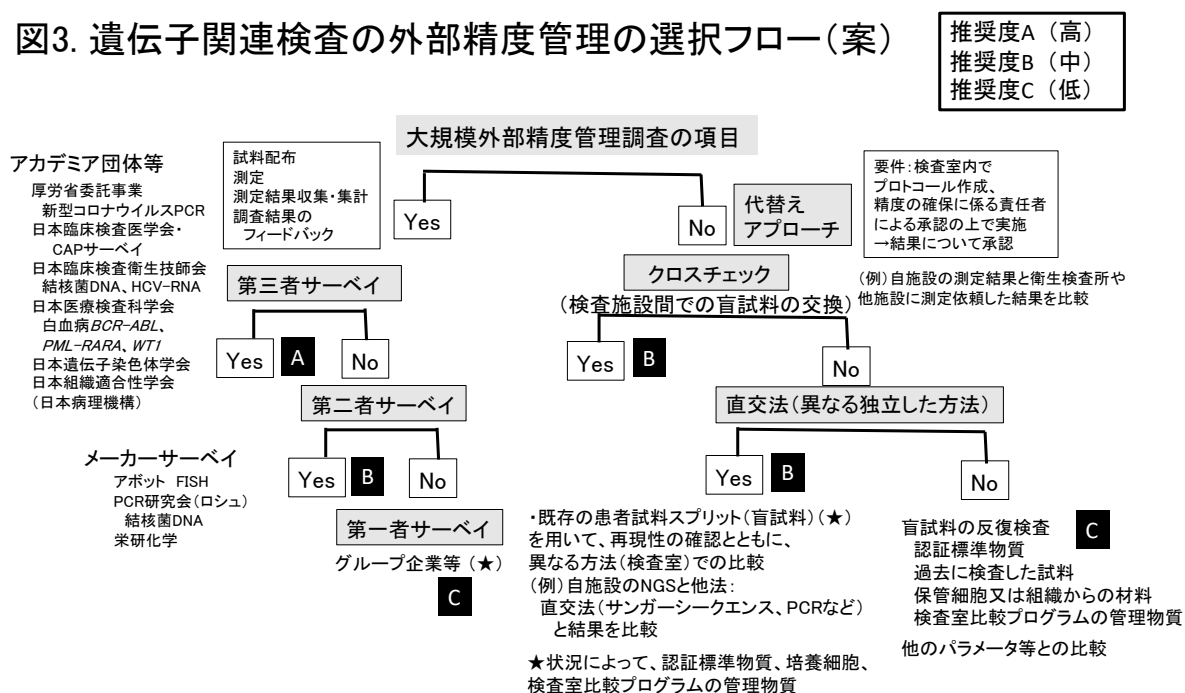 図3. 遺伝子関連検査の外部精度管理の選択フロー（案）
推奨度A（高）
推奨度B（中）
推奨度C（低）
大規模外部精度管理調査の項目
アカデミア団体等
厚労省委託事業
新型コロナウイルスPCR
日本臨床検査医学会・
CAPサーベイ
日本臨床検査衛生技師会
結核菌DNA、HCV-RNA
日本医療検査科学会
白血病BCR-ABL、
PML-RARA、WT1
日本遺伝子染色体学会
日本組織適合性学会
（日本病理機構）
試料配布
測定
測定結果収集・集計
調査結果の
フィードバック
Yes
No
代替え
アプローチ
要件：検査室内で
プロトコール作成、
精度の確保に係る責任者
による承認の上で実施
→結果について承認
（例）自施設の測定結果と衛生検査所や
他施設に測定依頼した結果を比較
第三者サーベイ
クロスチェック
（検査施設間での盲試料の交換）
Yes
A
No
Yes
B
No
第二者サーベイ
直交法（異なる独立した方法）
メーカーサーベイ
アボット　FISH
PCR研究会（ロシュ）
結核菌DNA
栄研化学
Yes
B
No
Yes
B
No
第一者サーベイ
グループ企業等（★）
C
・既存の患者試料スプリット（盲試料）（★）
を用いて、再現性の確認とともに、
異なる方法（検査室）での比較
（例）自施設のNGSと他法：
直交法（サンガーシークエンス、PCRなど）
と結果を比較
★状況によって、認証標準物質、培養細胞、
検査室比較プログラムの管理物質
盲試料の反復検査
C
認証標準物質
過去に検査した試料
保管細胞又は組織からの材料
検査室比較プログラムの管理物質
他のパラメータ等との比較